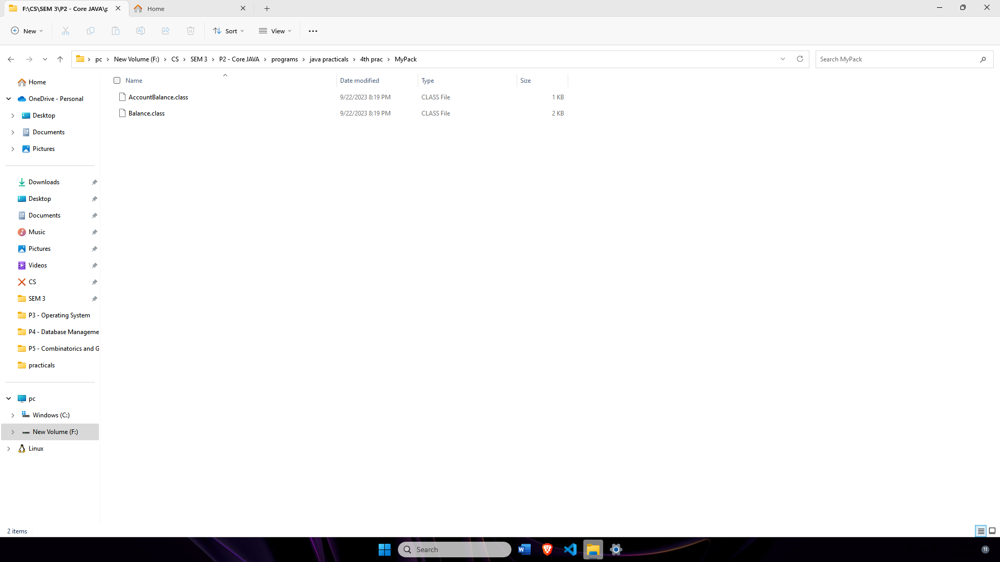 F:\CS\SEM 3\P2 - Core JAVA\p
Home
New
Sort
View
pc
New Volume (F:)
CS
SEM 3
P2 - Core JAVA
programs
java practicals
4th prac
MyPack
Search MyPack
Name
Date modified
Type
Size
AccountBalance.class
9/22/2023 8:19 PM
CLASS File
1 KB
Balance.class
9/22/2023 8:19 PM
CLASS File
2 KB
Home
OneDrive - Personal
Desktop
Documents
Pictures
Downloads
Desktop
Documents
Music
Pictures
Videos
CS
SEM 3
P3 - Operating System
P4 - Database Manageme
P5 - Combinatorics and G
practicals
pc
Windows (C:)
New Volume (F:)
Linux
2 items
Search
11